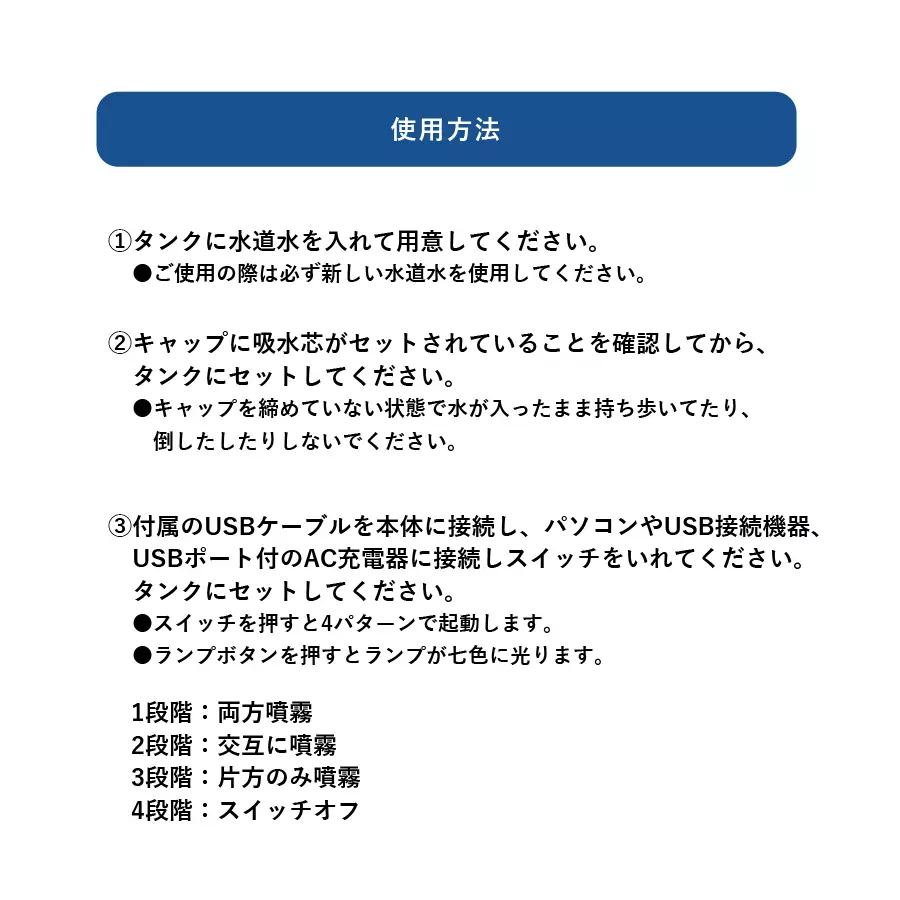 使用方法
①タンクに水道水を入れて用意してください。
●ご使用の際は必ず新しい水道水を使用してください。
②キャップに吸水芯がセットされていることを確認してから、
タンクにセットしてください。
●キャップを締めていない状態で水が入ったまま持ち歩いてたり、
倒したしたりしないでください。
③付属のUSBケーブルを本体に接続し、パソコンやUSB接続機器、
USBポート付のAC充電器に接続しスイッチをいれてください。
タンクにセットしてください。
●スイッチを押すと4パターンで起動します。
●ランプボタンを押すとランプが七色に光ります。
1段階：両方噴霧
2段階：交互に噴霧
3段階：片方のみ噴霧
4段階：スイッチオフ